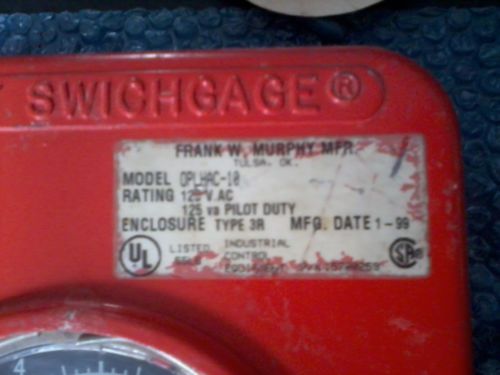 SWICHGAGE®
FRANK W. MURPHY MFR.
TULSA, OK.
MODEL OPLHAC-10
RATING 125 V.AC
125 va PILOT DUTY
ENCLOSURE TYPE 3R MFG. DATE 1-99
UL LISTED INDUSTRIAL
CONTROL
EQUIPMENT
4